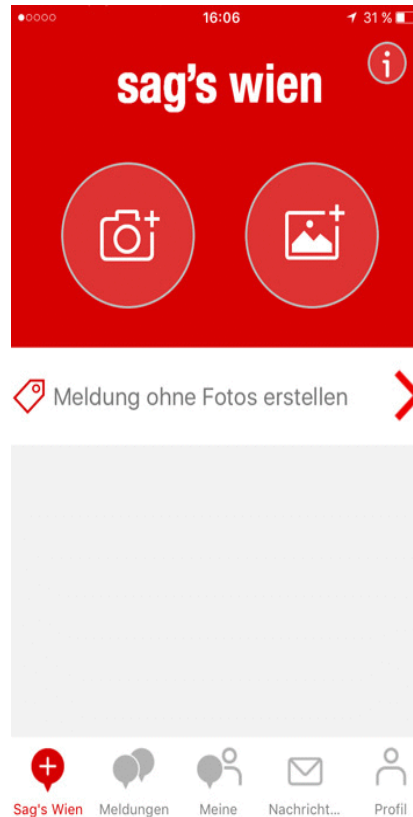 16:06
31 %
sag's wien
i
Meldung ohne Fotos erstellen
Sag's Wien
Meldungen
Meine
Nachricht...
Profil